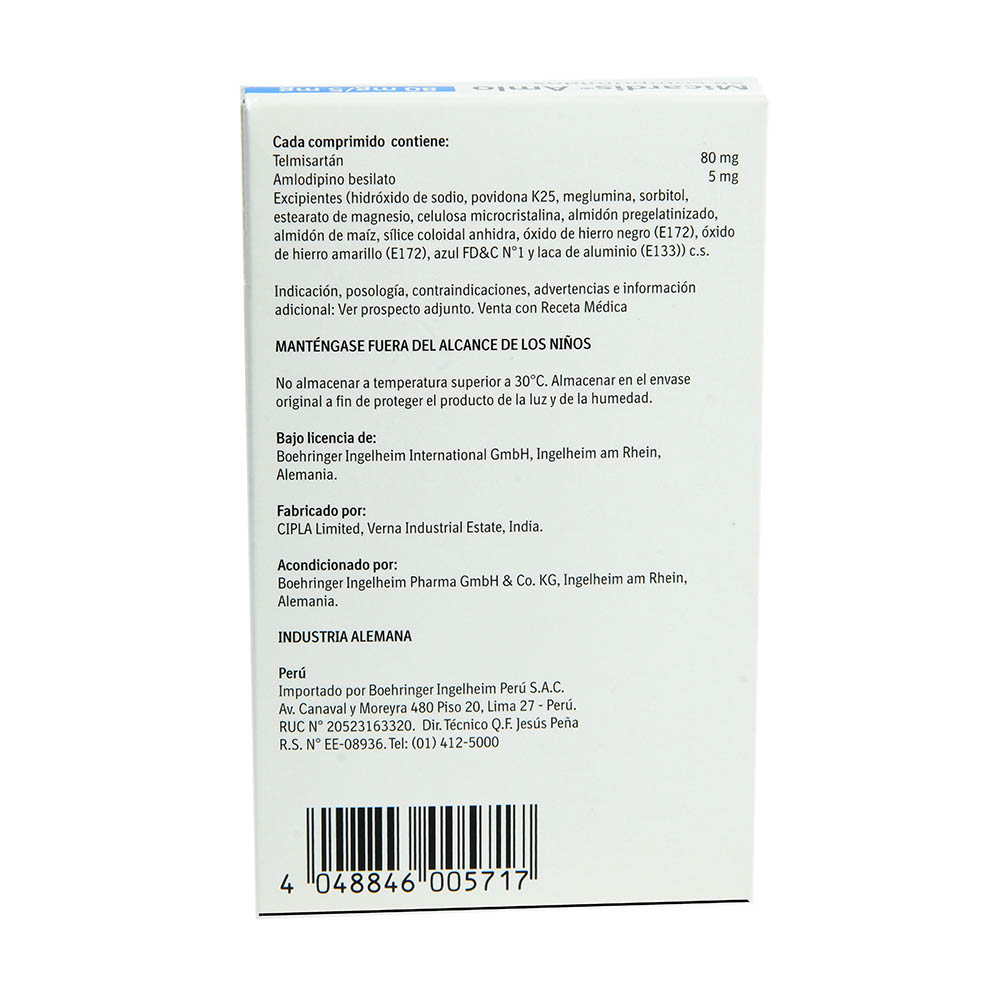 Micardis® Amlo
80 mg/5 mg
Cada comprimido contiene:
Telmisartán 80 mg
Amlodipino besilato 5 mg
Excipientes (hidróxido de sodio, povidona K25, meglumina, sorbitol,
estearato de magnesio, celulosa microcristalina, almidón pregelatinizado,
almidón de maíz, sílice coloidal anhidra, óxido de hierro negro (E172), óxido
de hierro amarillo (E172), azul FD&C N°1 y laca de aluminio (E133)) c.s.
Indicación, posología, contraindicaciones, advertencias e información
adicional: Ver prospecto adjunto. Venta con Receta Médica
MANTÉNGASE FUERA DEL ALCANCE DE LOS NIÑOS
No almacenar a temperatura superior a 30°C. Almacenar en el envase
original a fin de proteger el producto de la luz y de la humedad.
Bajo licencia de:
Boehringer Ingelheim International GmbH, Ingelheim am Rhein,
Alemania.
Fabricado por:
CIPLA Limited, Verna Industrial Estate, India.
Acondicionado por:
Boehringer Ingelheim Pharma GmbH & Co. KG, Ingelheim am Rhein,
Alemania.
INDUSTRIA ALEMANA
Perú
Importado por Boehringer Ingelheim Perú S.A.C.
Av. Canaval y Moreyra 480 Piso 20, Lima 27 - Perú.
RUC N° 20523163320. Dir. Técnico Q.F. Jesús Peña
R.S. N° EE-08936. Tel: (01) 412-5000
4 048846 005717